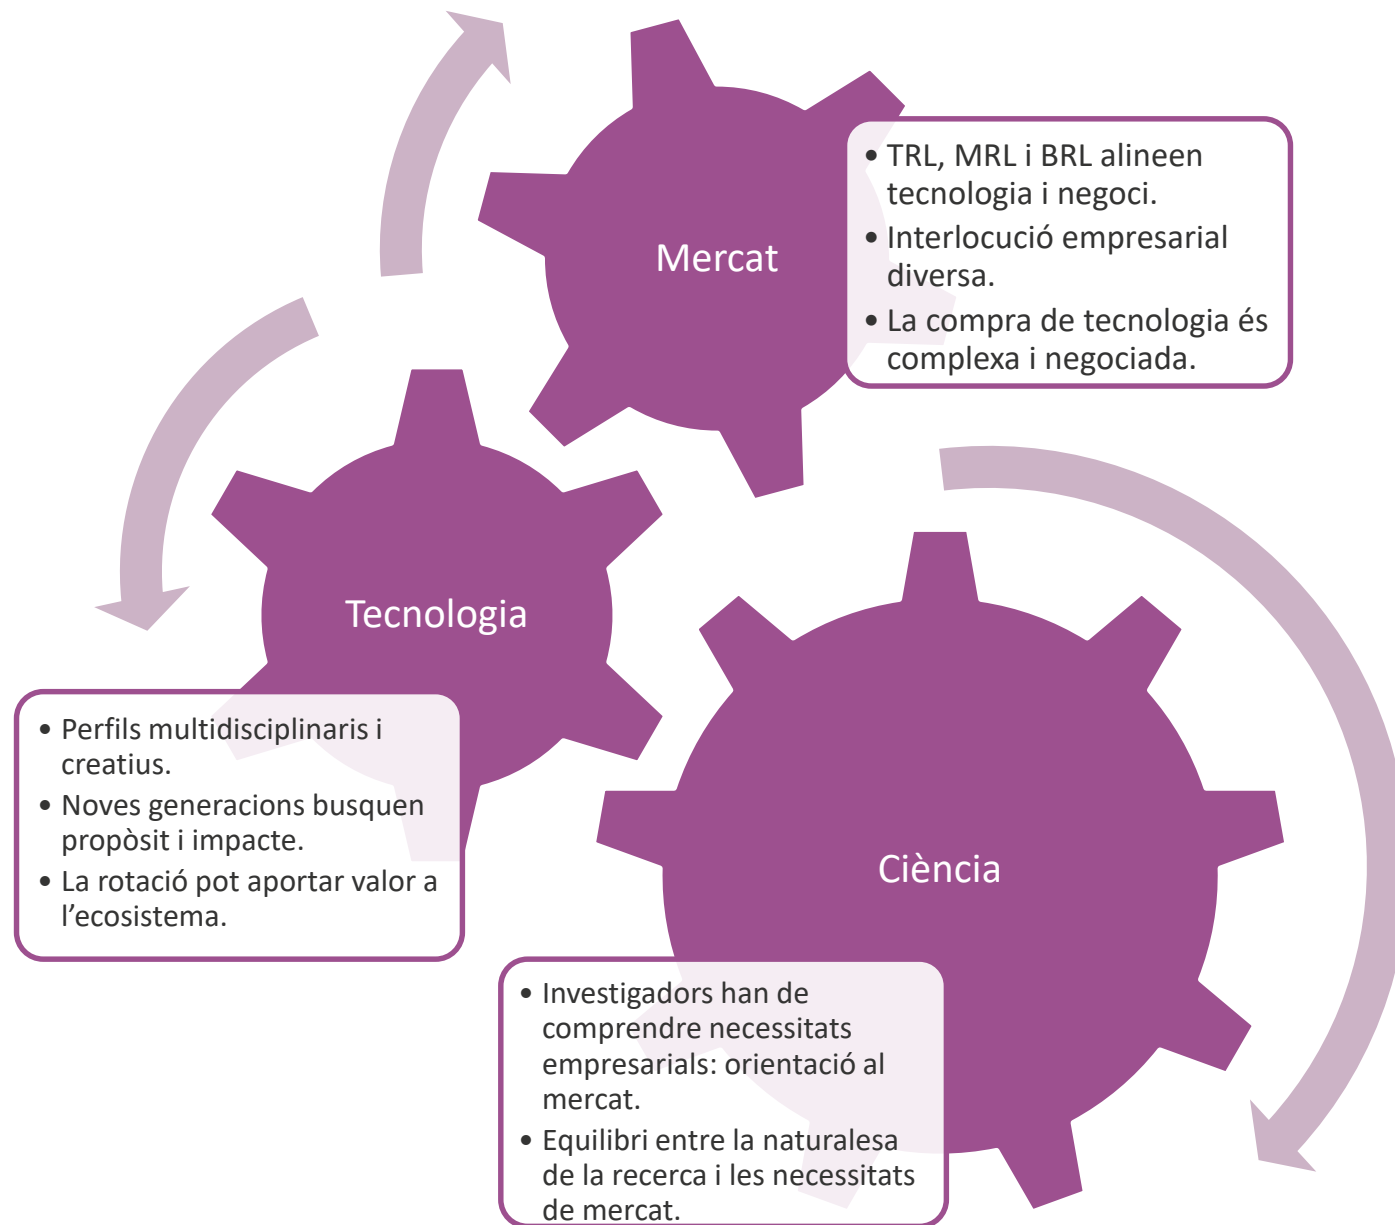 Mercat
• TRL, MRL i BRL alineen
tecnologia i negoci.
• Interlocució empresarial
diversa.
• La compra de tecnologia és
complexa i negociada.
Tecnologia
• Perfils multidisciplinaris i
creatius.
• Noves generacions busquen
propòsit i impacte.
• La rotació pot aportar valor a
l’ecosistema.
Ciència
• Investigadors han de
comprendre necessitats
empresarials: orientació al
mercat.
• Equilibri entre la naturalesa
de la recerca i les necessitats
de mercat.